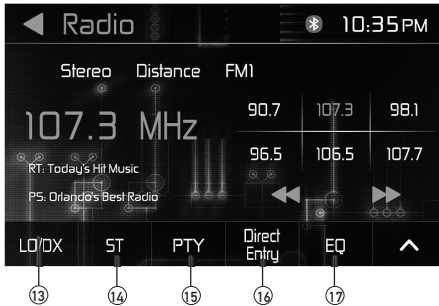 Radio 10:35 PM
Stereo Distance FM1
107.3 MHz
90.7 107.3 98.1
96.5 106.5 107.7
RT: Today's Hit Music
PS: Orlando's Best Radio
LO/DX ST PTY Direct Entry EQ
13 14 15 16 17